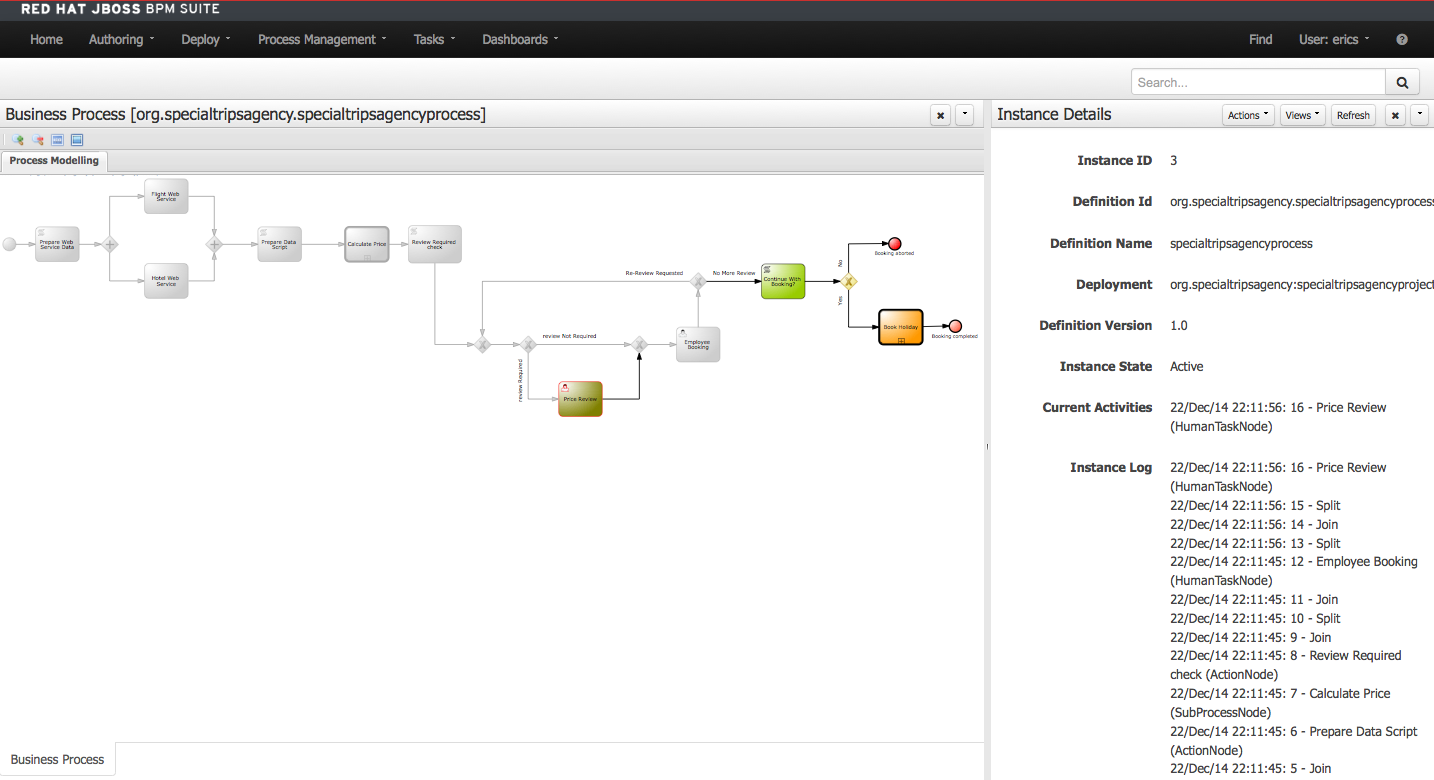 RED HAT JBOSS BPM SUITE
Home Authoring Deploy Process Management Tasks Dashboards Find User: erics ?
Search...
Business Process [org.specialtripsagency.specialtripsagencyprocess]
Process Modelling
Flight Web
Service
Prepare Web
Service Data
Hotel Web
Service
Prepare Data
Script
Calculate Price
Review Required
check
Re-Review Requested
No More Review
Continue With
Booking?
No
Booking aborted
Yes
Book Holiday
Booking completed
review Not Required
Employee
Booking
review Required
Price Review
Business Process
Instance Details
Actions Views Refresh
Instance ID 3
Definition Id org.specialtripsagency.specialtripsagencyprocess
Definition Name specialtripsagencyprocess
Deployment org.specialtripsagency:specialtripsagencyproject
Definition Version 1.0
Instance State Active
Current Activities 22/Dec/14 22:11:56: 16 - Price Review
(HumanTaskNode)
Instance Log 22/Dec/14 22:11:56: 16 - Price Review
(HumanTaskNode)
22/Dec/14 22:11:56: 15 - Split
22/Dec/14 22:11:56: 14 - Join
22/Dec/14 22:11:56: 13 - Split
22/Dec/14 22:11:45: 12 - Employee Booking
(HumanTaskNode)
22/Dec/14 22:11:45: 11 - Join
22/Dec/14 22:11:45: 10 - Split
22/Dec/14 22:11:45: 9 - Join
22/Dec/14 22:11:45: 8 - Review Required
check (ActionNode)
22/Dec/14 22:11:45: 7 - Calculate Price
(SubProcessNode)
22/Dec/14 22:11:45: 6 - Prepare Data Script
(ActionNode)
22/Dec/14 22:11:45: 5 - Join